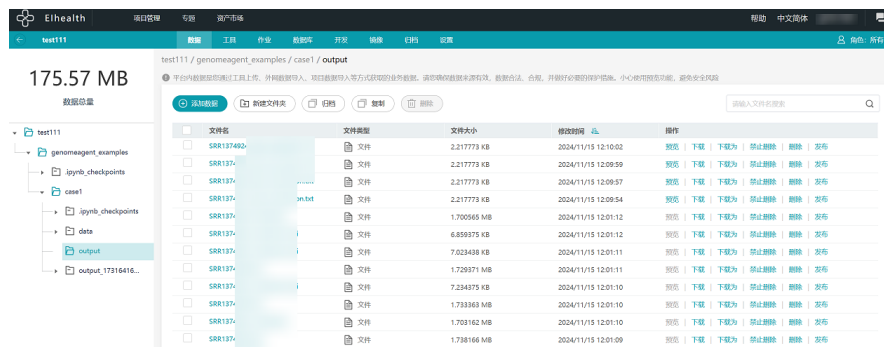 EIhealth 项目管理 专题 资产市场 帮助 中文简体
← test111 数据 工具 作业 数据库 开发 镜像 归档 设置 角色：所有
test111 / genomeagent_examples / case1 / output
平台内数据是您通过工具上传、外网数据导入、项目数据导入等方式获取的业务数据。请您确保数据来源有效、数据合法、合规，并做好必要的保护措施。小心使用预览功能，避免安全风险
175.57 MB
数据总量
添加数据 新建文件夹 归档 复制 删除 请输入文件名搜索
test111
genomeagent_examples
.ipynb_checkpoints
case1
.ipynb_checkpoints
data
output
output_17316416...
文件名 文件类型 文件大小 修改时间 操作
SRR137492 文件 2.217773 KB 2024/11/15 12:10:02 预览 | 下载 | 下载为 | 禁止删除 | 删除 | 发布
SRR1374 文件 2.217773 KB 2024/11/15 12:09:59 预览 | 下载 | 下载为 | 禁止删除 | 删除 | 发布
SRR1374 文件 2.217773 KB 2024/11/15 12:09:57 预览 | 下载 | 下载为 | 禁止删除 | 删除 | 发布
SRR1374 on.txt 文件 2.217773 KB 2024/11/15 12:09:54 预览 | 下载 | 下载为 | 禁止删除 | 删除 | 发布
SRR1374 文件 1.700565 MB 2024/11/15 12:01:12 预览 | 下载 | 下载为 | 禁止删除 | 删除 | 发布
SRR1374 文件 6.859375 KB 2024/11/15 12:01:12 预览 | 下载 | 下载为 | 禁止删除 | 删除 | 发布
SRR1374 文件 7.023438 KB 2024/11/15 12:01:11 预览 | 下载 | 下载为 | 禁止删除 | 删除 | 发布
SRR1374 文件 1.729371 MB 2024/11/15 12:01:11 预览 | 下载 | 下载为 | 禁止删除 | 删除 | 发布
SRR1374 文件 7.234375 KB 2024/11/15 12:01:10 预览 | 下载 | 下载为 | 禁止删除 | 删除 | 发布
SRR1374 文件 1.733363 MB 2024/11/15 12:01:10 预览 | 下载 | 下载为 | 禁止删除 | 删除 | 发布
SRR1374 文件 1.703162 MB 2024/11/15 12:01:10 预览 | 下载 | 下载为 | 禁止删除 | 删除 | 发布
SRR1374 文件 1.738166 MB 2024/11/15 12:01:09 预览 | 下载 | 下载为 | 禁止删除 | 删除 | 发布